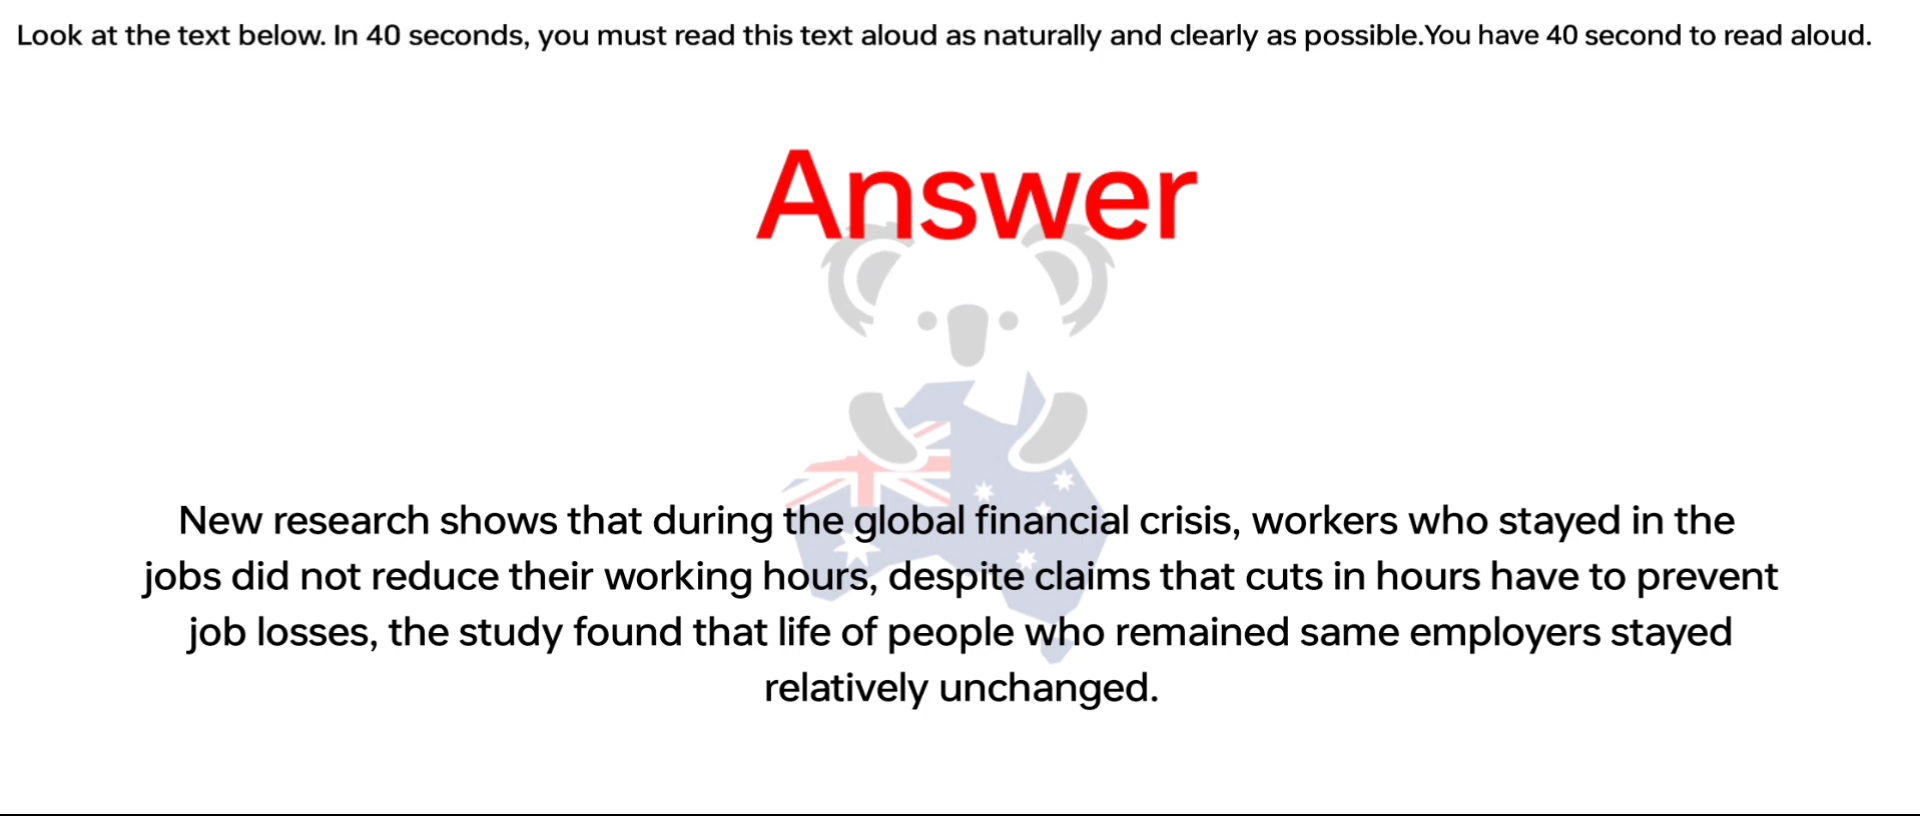 Look at the text below. In 40 seconds, you must read this text aloud as naturally and clearly as possible.You have 40 second to read aloud.
Answer
New research shows that during the global financial crisis, workers who stayed in the
jobs did not reduce their working hours, despite claims that cuts in hours have to prevent
job losses, the study found that life of people who remained same employers stayed
relatively unchanged.